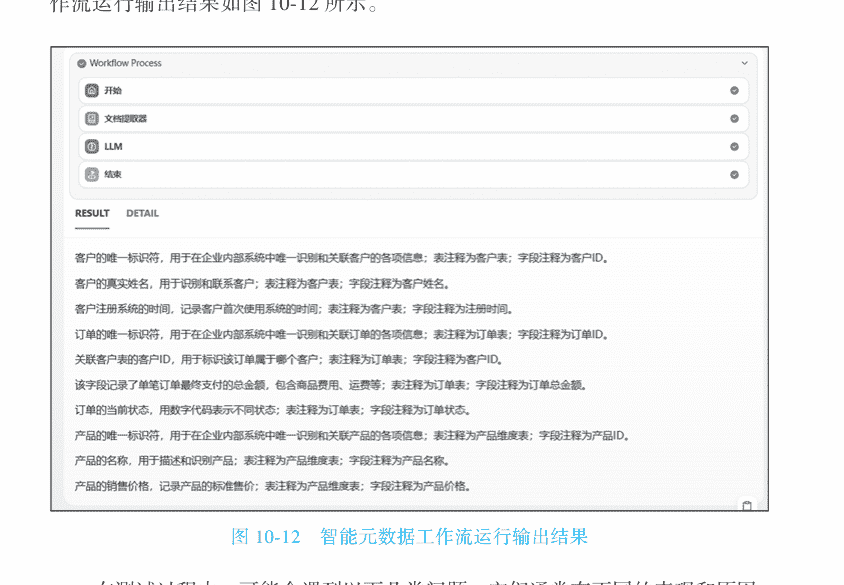 作流运行输出结果如图 10-12 所示。
Workflow Process
开始
文档提取器
LLM
结束
RESULT DETAIL
客户的唯一标识符，用于在企业内部系统中唯一识别和关联客户的各项信息；表注释为客户表；字段注释为客户ID。
客户的真实姓名，用于识别和联系客户；表注释为客户表；字段注释为客户姓名。
客户注册系统的时间，记录客户首次使用系统的时间；表注释为客户表；字段注释为注册时间。
订单的唯一标识符，用于在企业内部系统中唯一识别和关联订单的各项信息；表注释为订单表；字段注释为订单ID。
关联客户表的客户ID，用于标识该订单属于哪个客户；表注释为订单表；字段注释为客户ID。
该字段记录了单笔订单最终支付的总金额，包含商品费用、运费等；表注释为订单表；字段注释为订单总金额。
订单的当前状态，用数字代码表示不同状态；表注释为订单表；字段注释为订单状态。
产品的唯一标识符，用于在企业内部系统中唯一识别和关联产品的各项信息；表注释为产品维度表；字段注释为产品ID。
产品的名称，用于描述和识别产品；表注释为产品维度表；字段注释为产品名称。
产品的销售价格，记录产品的标准售价；表注释为产品维度表；字段注释为产品价格。
图 10-12 智能元数据工作流运行输出结果